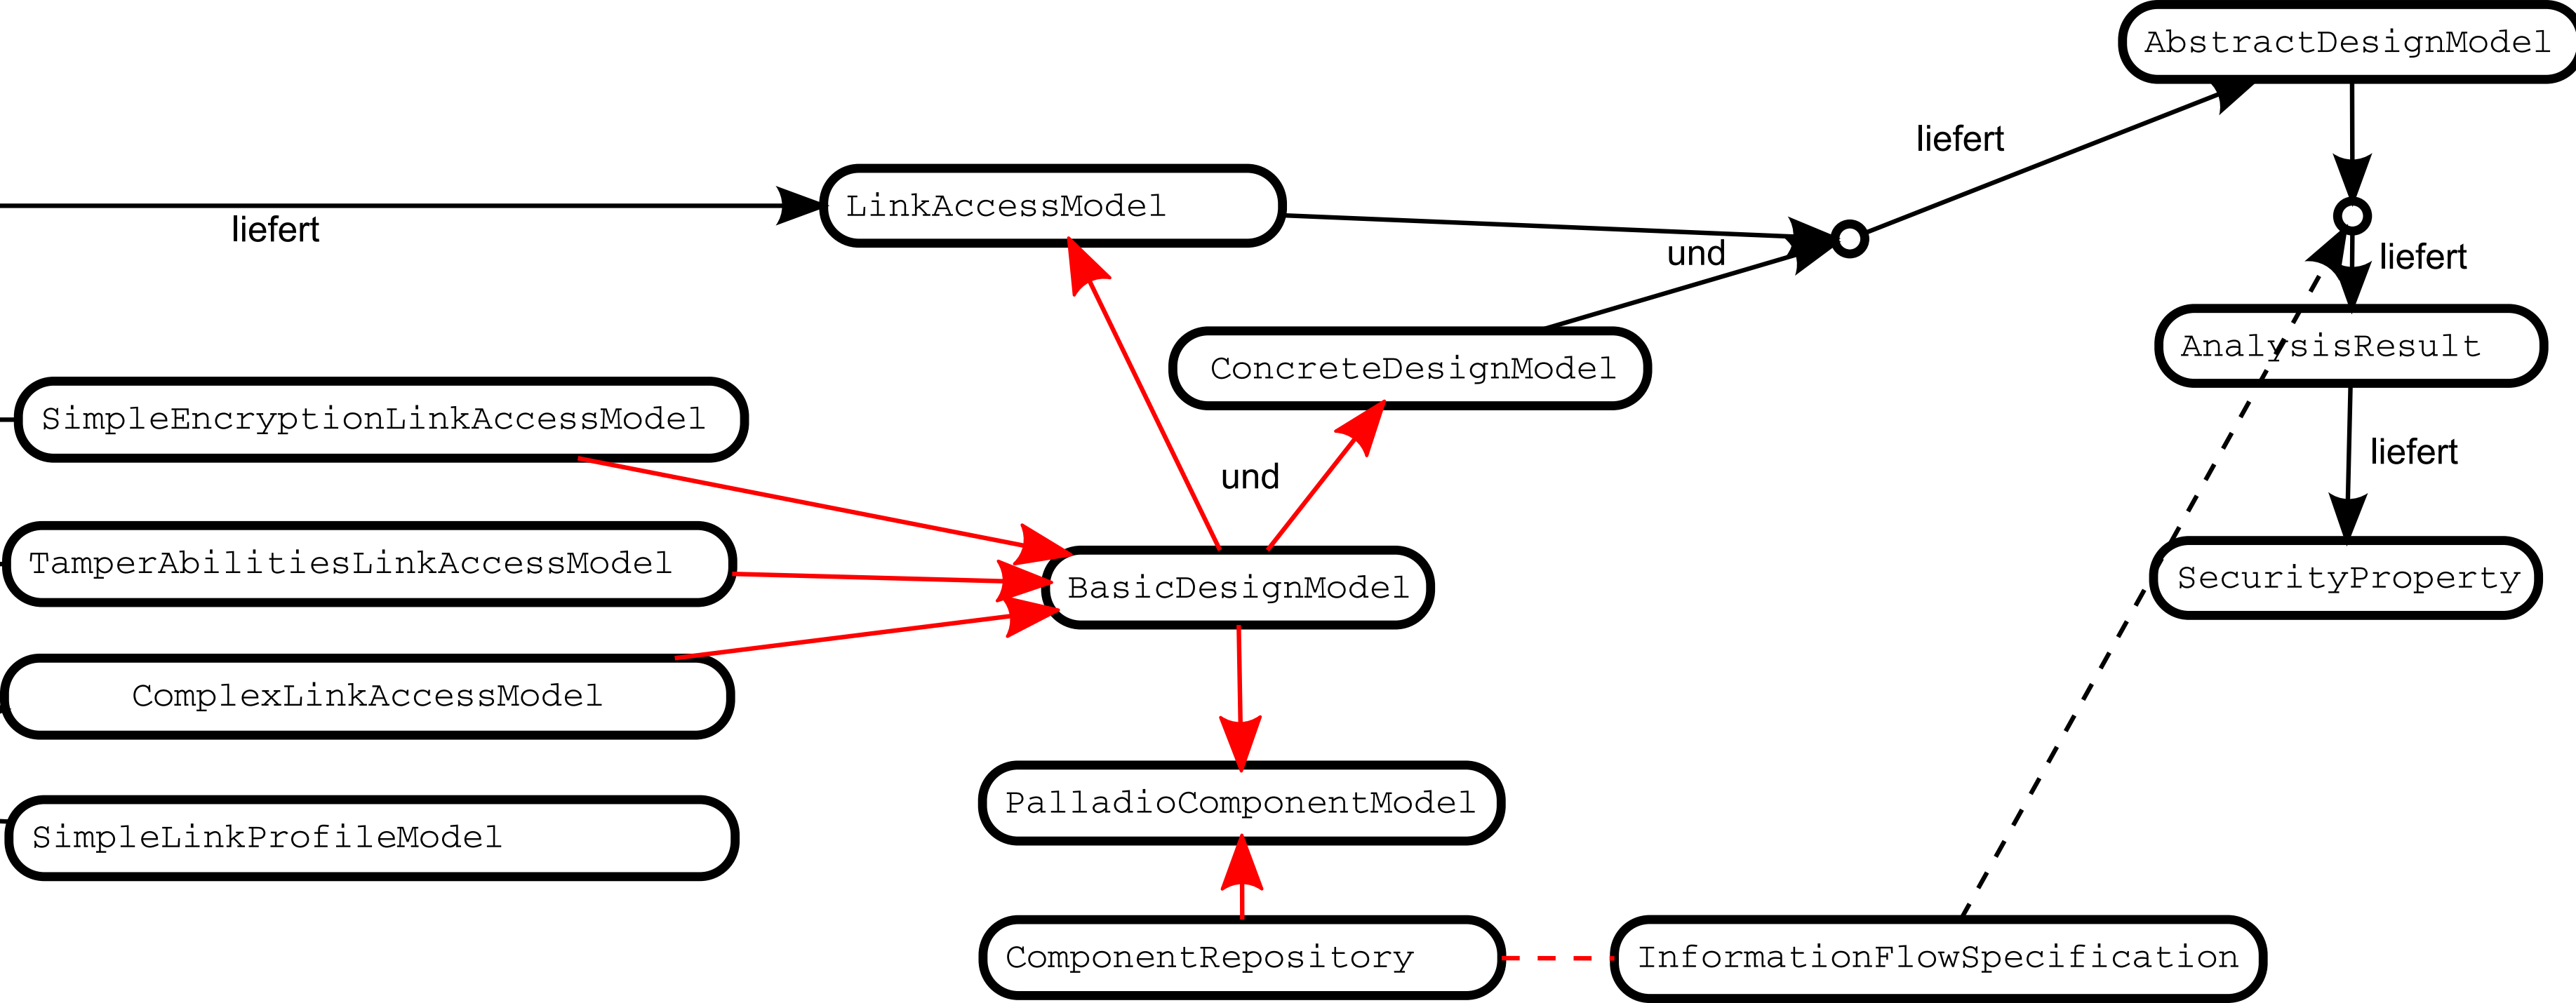 AbstractDesignModel
liefert
LinkAccessModel
liefert
und
liefert
ConcreteDesignModel
AnalysisResult
SimpleEncryptionLinkAccessModel
liefert
und
TamperAbilitiesLinkAccessModel
BasicDesignModel
SecurityProperty
ComplexLinkAccessModel
PalladioComponentModel
SimpleLinkProfileModel
ComponentRepository
InformationFlowSpecification